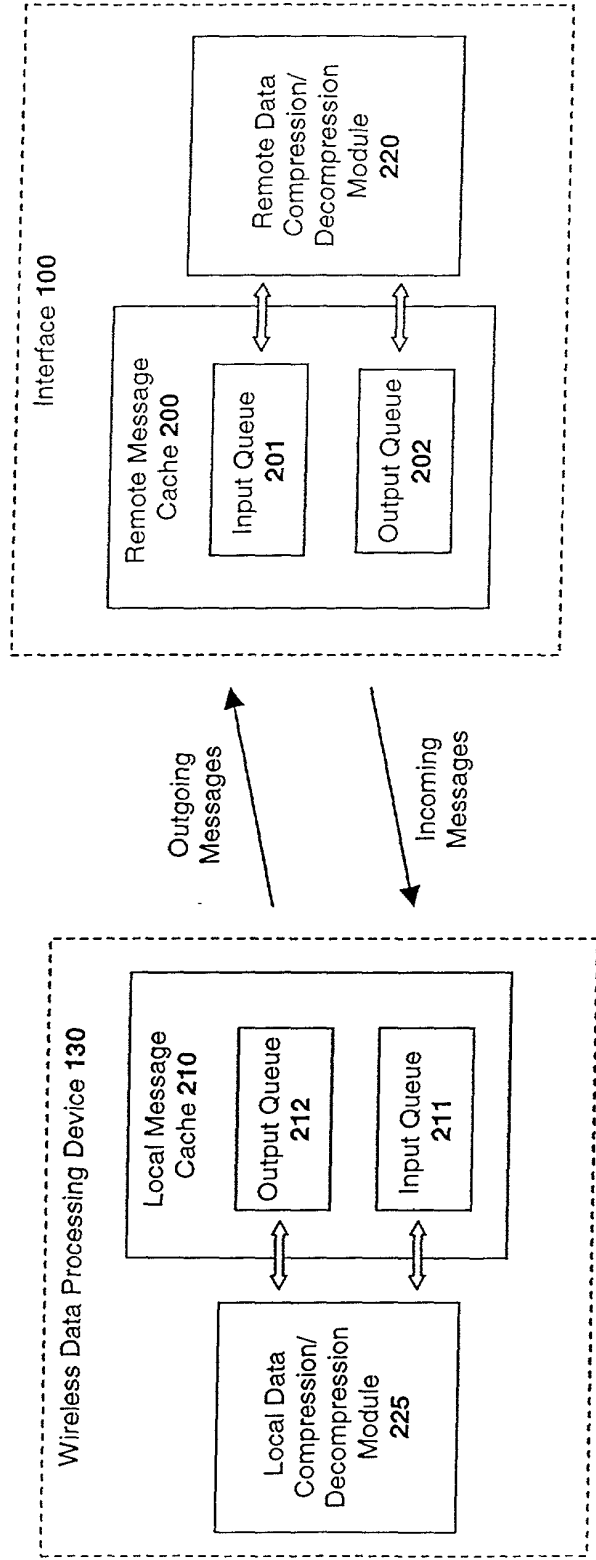 Wireless Data Processing Device 130
Local Data
Compression/
Decompression
Module
225
Local Message
Cache 210
Output Queue
212
Input Queue
211
Outgoing
Messages
Incoming
Messages
Interface 100
Remote Message
Cache 200
Input Queue
201
Output Queue
202
Remote Data
Compression/
Decompression
Module
220